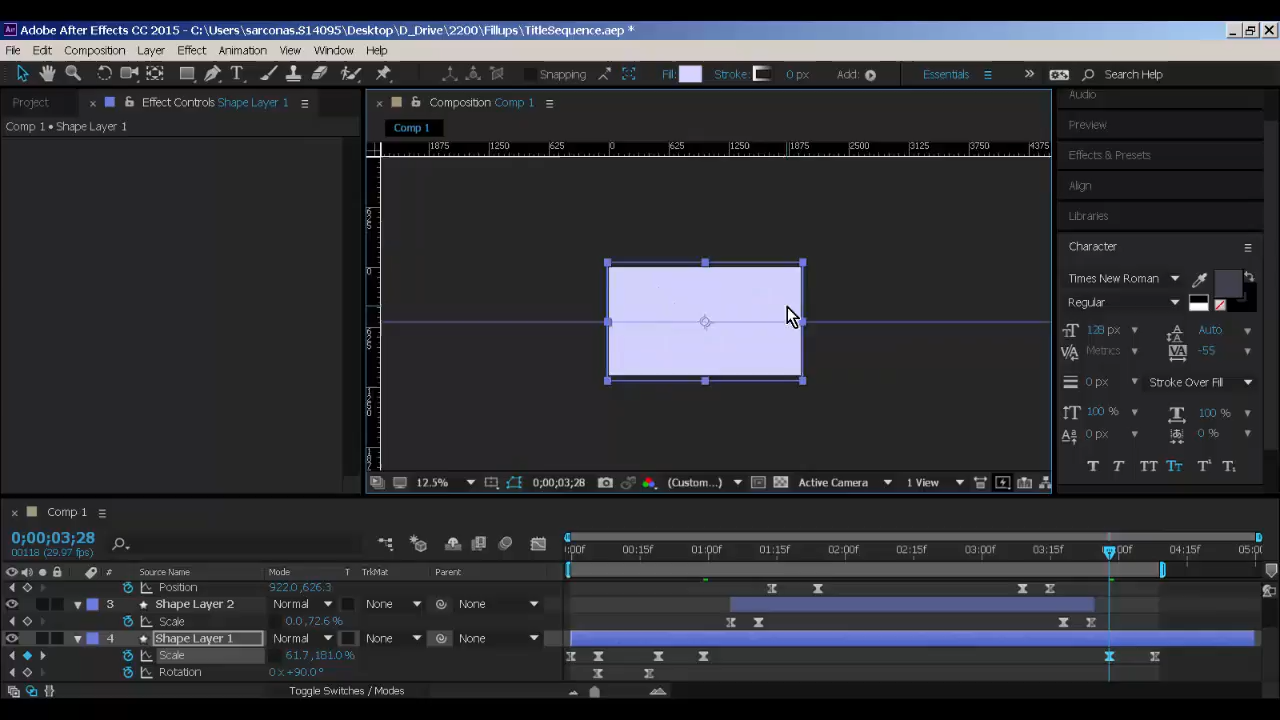 Adobe After Effects CC 2015 - C:\Users\sarconas.S14095\Desktop\D_Drive\2200\Fillups\TitleSequence.aep *
File Edit Composition Layer Effect Animation View Window Help
Snapping Fill: Stroke: 0 px Add: Essentials Search Help
Project Effect Controls Shape Layer 1 Composition Comp 1 Audio
Comp 1 • Shape Layer 1 Comp 1 Preview
1875 1250 625 0 625 1250 1875 2500 3125 3750 4375
Effects & Presets
Align
Libraries
Character
Times New Roman
Regular
128 px Auto
Metrics -55
0 px Stroke Over Fill
100 % 100 %
0 px 0 %
T T TT Tt T¹ T₁
12.5% 0;00;03;28 (Custom...) Active Camera 1 View
Comp 1
0;00;03;28
00118 (29.97 fps)
:00f 00:15f 01:00f 01:15f 02:00f 02:15f 03:00f 03:15f 04:15f 05:0
# Source Name Mode T TrkMat Parent
Position 922.0,626.3
3 Shape Layer 2 Normal None None
Scale 0.0,72.6%
4 Shape Layer 1 Normal None None
Scale 61.7,181.0%
Rotation 0x+90.0°
Toggle Switches / Modes